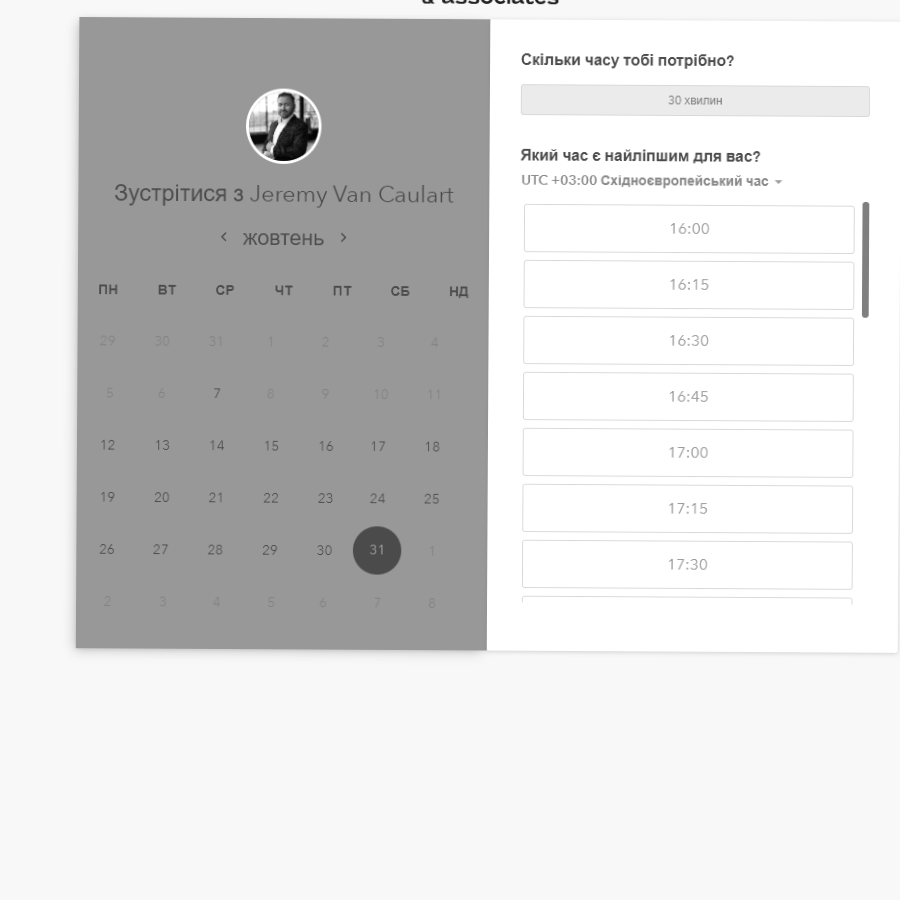 & associates
Зустрітися з Jeremy Van Caulart
жовтень
ПН ВТ СР ЧТ ПТ СБ НД
29 30 31 1 2 3 4
5 6 7 8 9 10 11
12 13 14 15 16 17 18
19 20 21 22 23 24 25
26 27 28 29 30 31 1
2 3 4 5 6 7 8
Скільки часу тобі потрібно?
30 хвилин
Який час є найліпшим для вас?
UTC +03:00 Східноєвропейський час
16:00
16:15
16:30
16:45
17:00
17:15
17:30